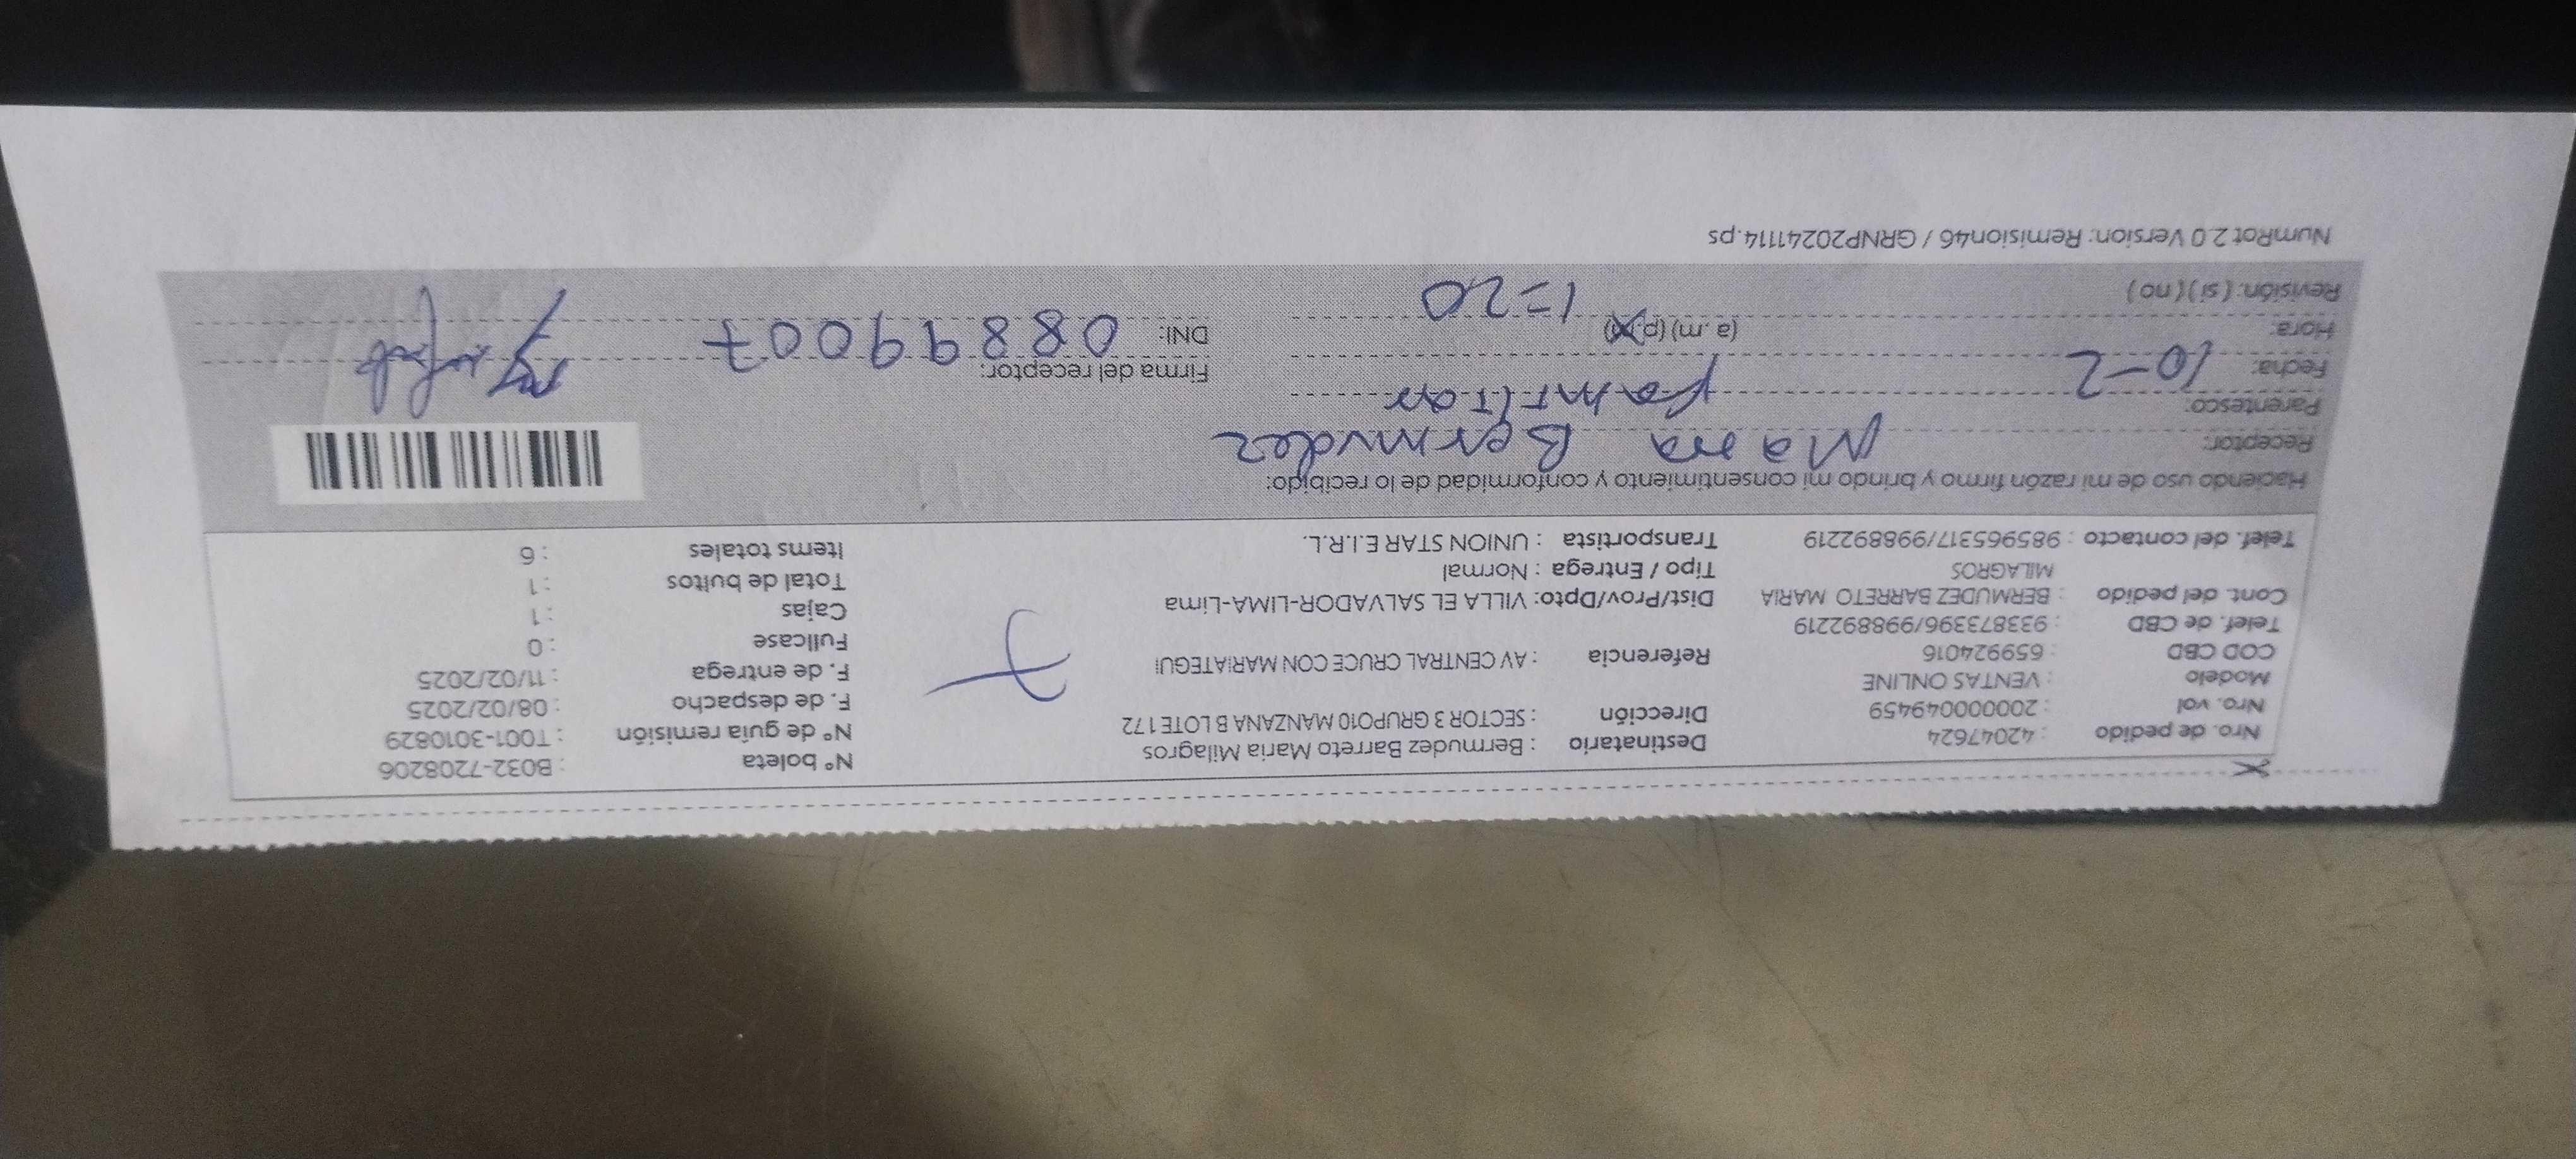 Nro. de pedido : 42047624
Nro. vol : 20000004 9459
Modelo : VENTAS ONLINE
COD CBD : 659924016
Telef. de CBD : 933873396/998892219
Cont. del pedido : BERMUDEZ BARRETO MARIA
MILAGROS
Telef. del contacto : 985965317/998892219
Destinatario : Bermudez Barreto Maria Milagros
Dirección : SECTOR 3 GRUPO10 MANZANA B LOTE 172
Referencia : AV CENTRAL CRUCE CON MARIATEGUI
Dist/Prov/Dpto: VILLA EL SALVADOR-LIMA-Lima
Tipo / Entrega : Normal
Transportista : UNION STAR E.I.R.L.
7
N° boleta : B032-7208206
N° de guía remisión : T001-3010829
F. de despacho : 08/02/2025
F. de entrega : 11/02/2025
Fullcase : 0
Cajas : 1
Total de bultos : 1
Items totales : 6
Haciendo uso de mi razón firmo y brindo mi consentimiento y conformidad de lo recibido:
Receptor: Bermudez
Parentesco:
Fecha: 10-2
Hora: (a.m) (p.m) 1=20
Revisión: (si) (no)
Firma del receptor:
DNI: 08899007
NumRot 2.0 Version: Remision46 / GRNP20241114.ps